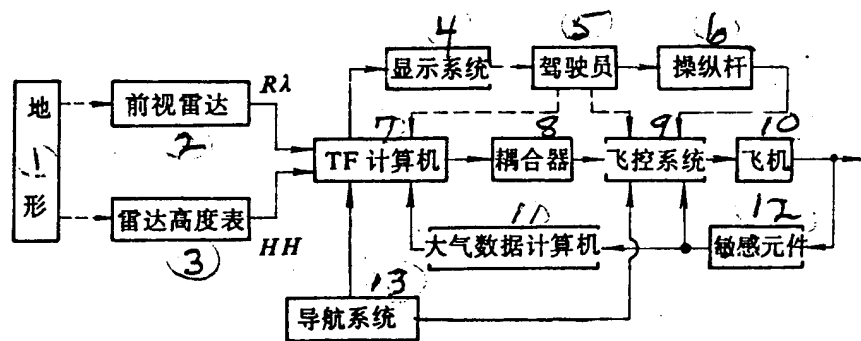 4
5
6
显示系统
驾驶员
操纵杆
地
1
形
前视雷达
Rλ
2
7
8
9
10
TF计算机
耦合器
飞控系统
飞机
雷达高度表
HH
3
11
12
大气数据计算机
敏感元件
13
导航系统